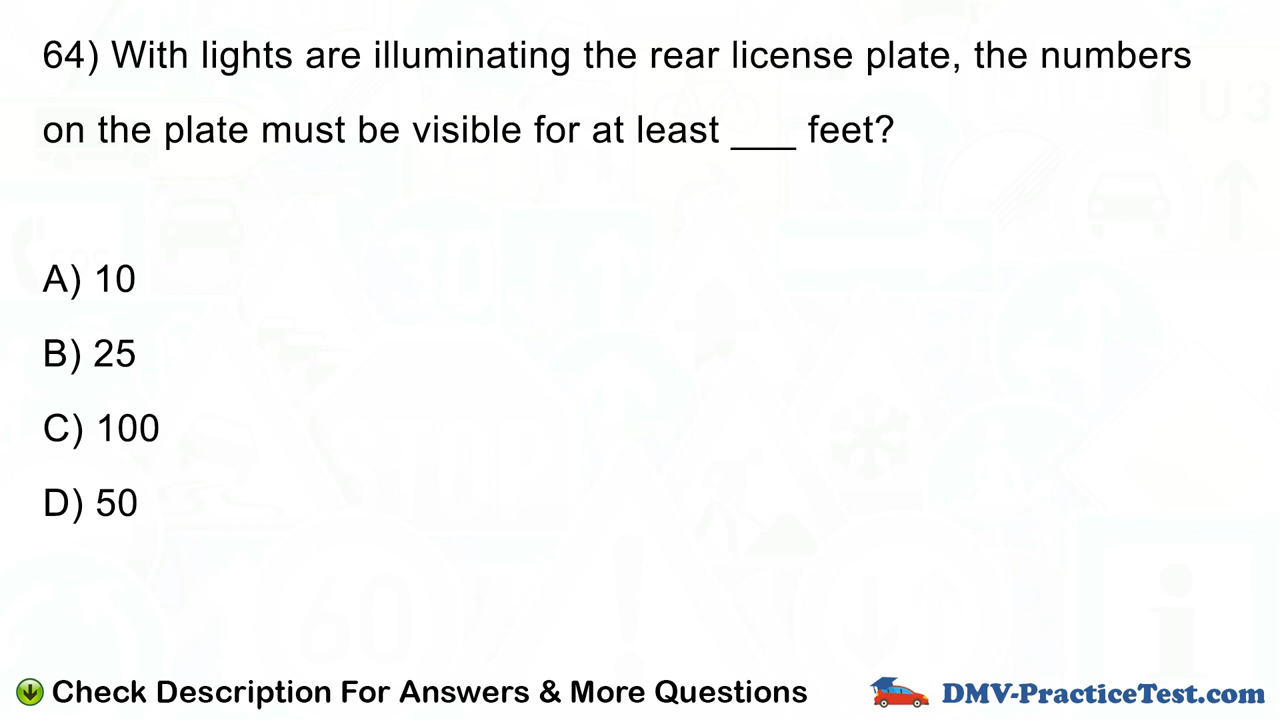 64) With lights are illuminating the rear license plate, the numbers
on the plate must be visible for at least ___ feet?
A) 10
B) 25
C) 100
D) 50
Check Description For Answers & More Questions
DMV-PracticeTest.com